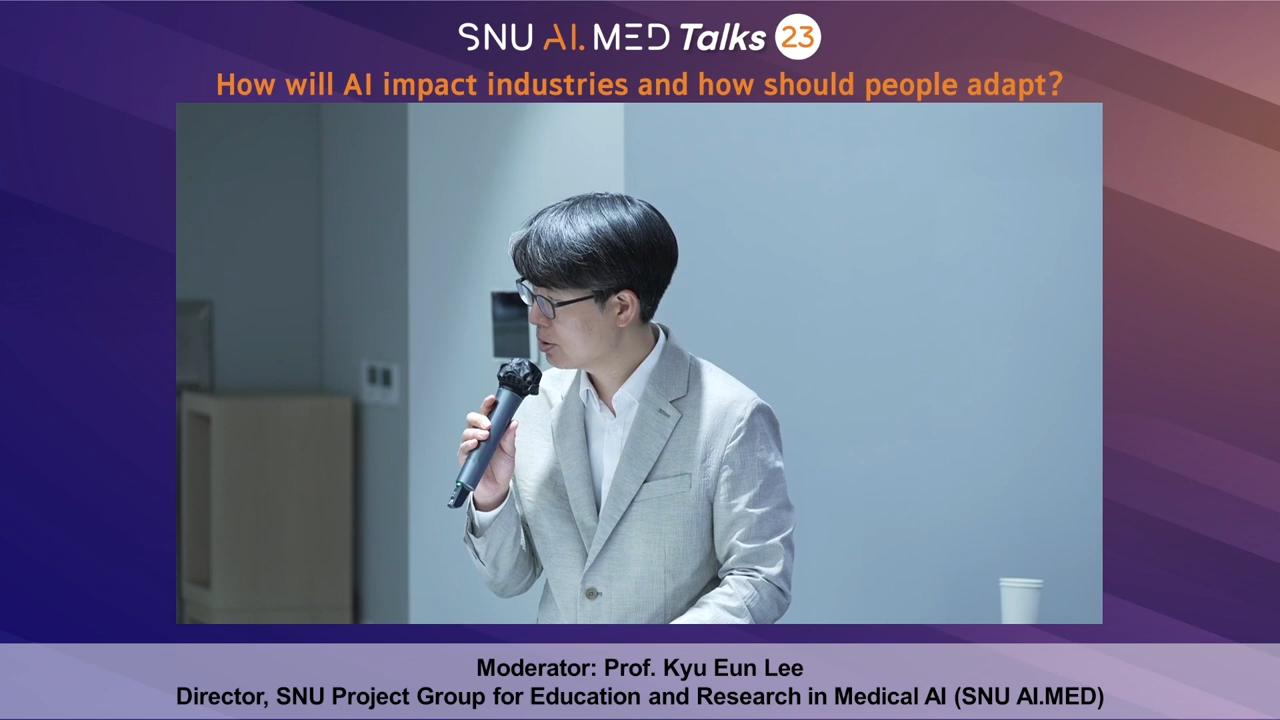 SNU AI.MED Talks 23
How will AI impact industries and how should people adapt?
Moderator: Prof. Kyu Eun Lee
Director, SNU Project Group for Education and Research in Medical AI (SNU AI.MED)